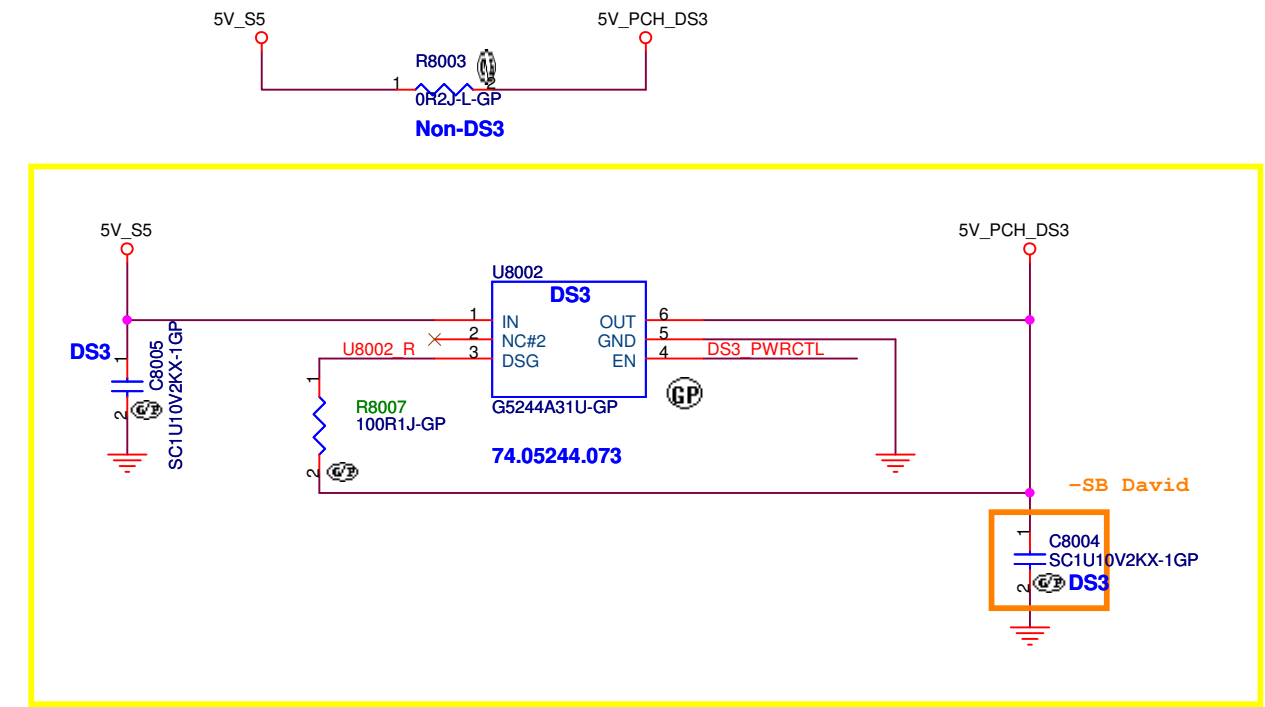 5V_S5
5V_PCH_DS3
R8003
1
2
0R2J-L-GP
Non-DS3
5V_S5
5V_PCH_DS3
U8002
DS3
1
IN
OUT
6
2
NC#2
GND
5
3
DSG
EN
4
U8002_R
DS3_PWRCTL
DS3
1
C8005
SC1U10V2KX-1GP
2
G/P
1
R8007
100R1J-GP
2
G/P
G5244A31U-GP
GP
74.05244.073
-SB David
1
C8004
SC1U10V2KX-1GP
2
G/P
DS3